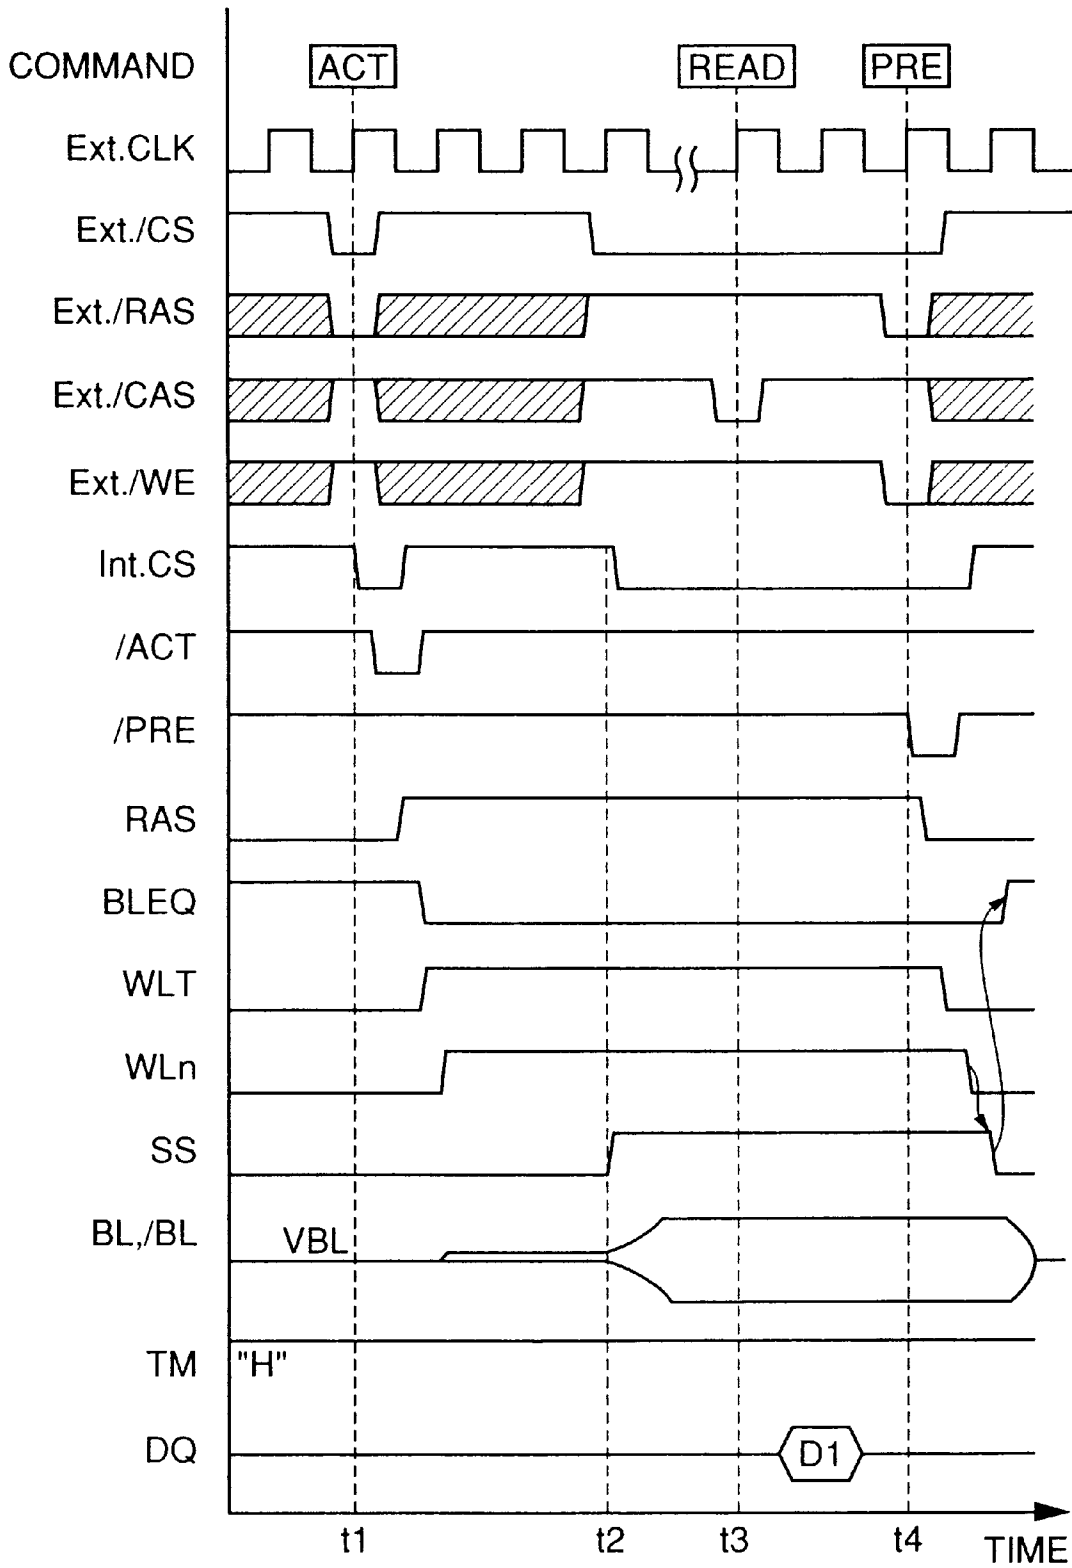 COMMAND ACT READ PRE
Ext.CLK
Ext./CS
Ext./RAS
Ext./CAS
Ext./WE
Int.CS
/ACT
/PRE
RAS
BLEQ
WLT
WLn
SS
BL,/BL VBL
TM "H"
DQ D1
t1 t2 t3 t4 TIME